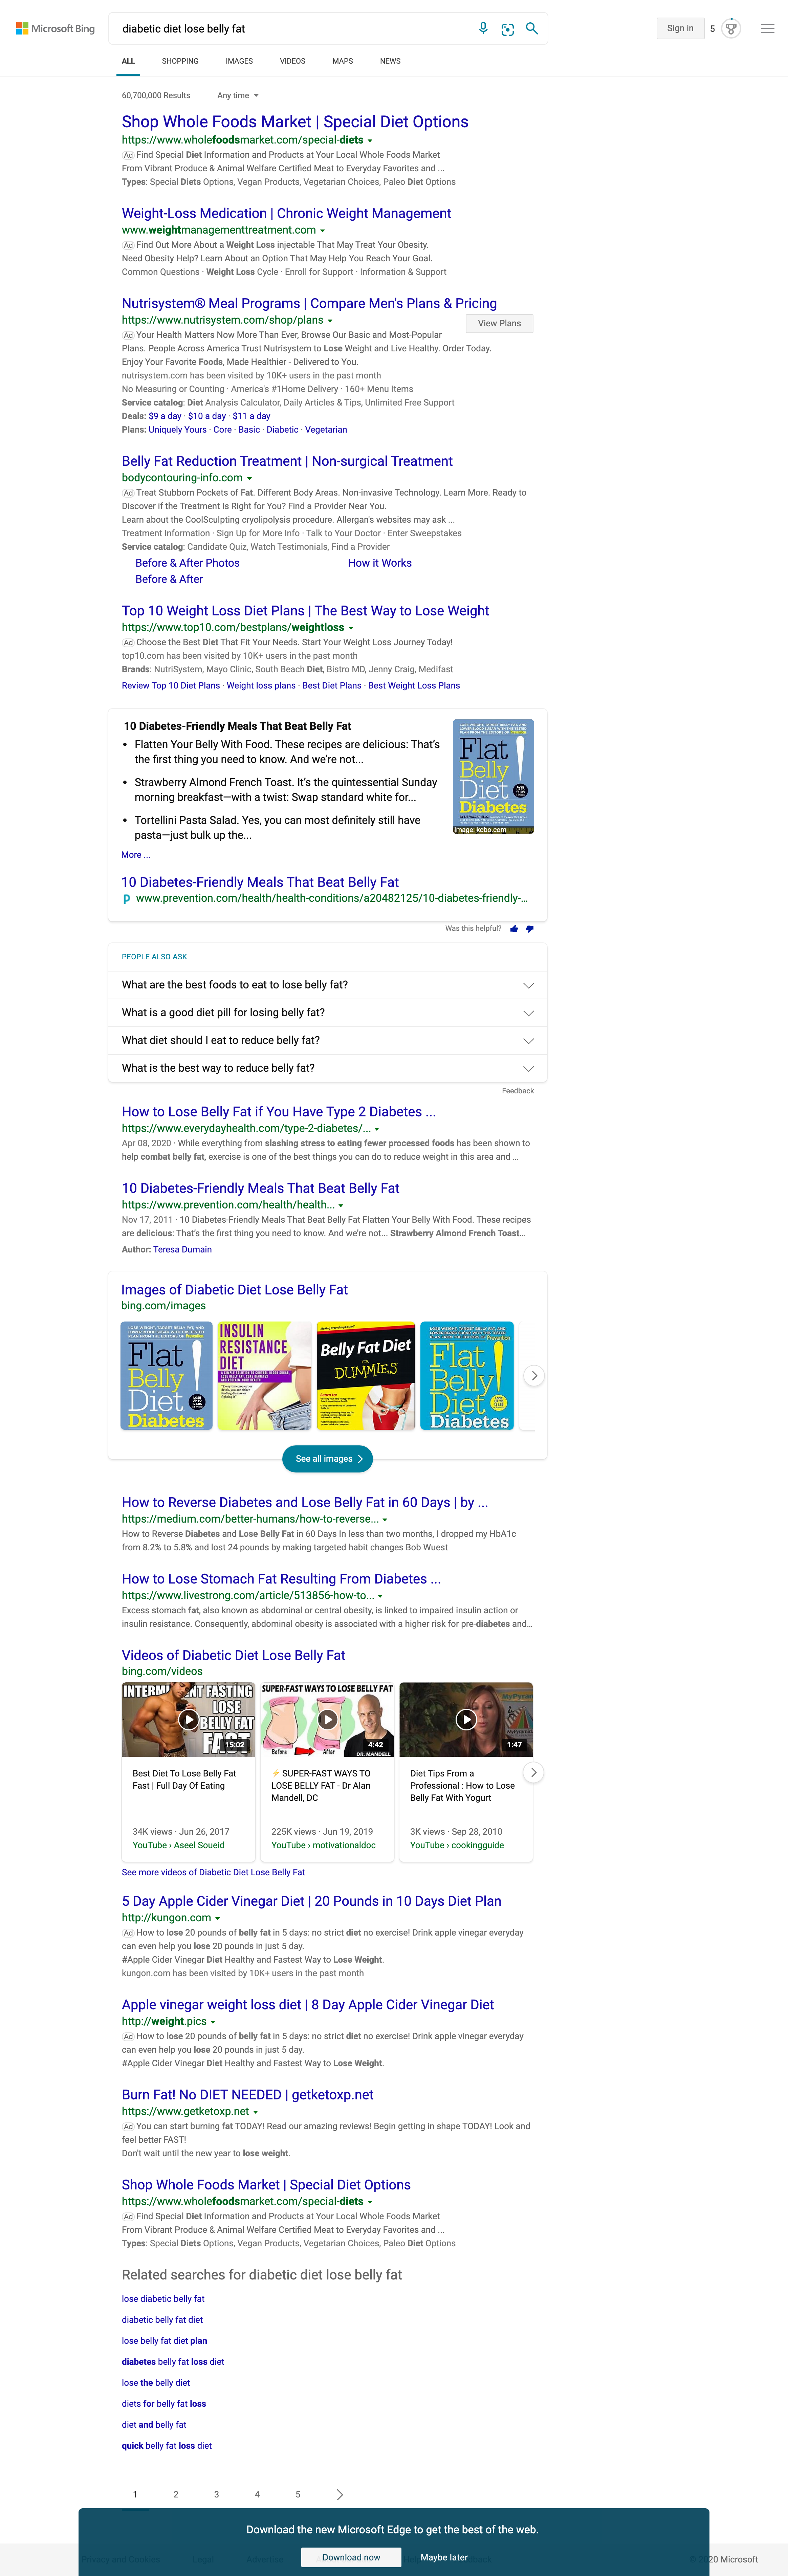 Microsoft Bing
diabetic diet lose belly fat
Sign in
5
ALL
SHOPPING
IMAGES
VIDEOS
MAPS
NEWS
60,700,000 Results
Any time
Shop Whole Foods Market | Special Diet Options
https://www.wholefoodsmarket.com/special-diets
Ad Find Special Diet Information and Products at Your Local Whole Foods Market
From Vibrant Produce & Animal Welfare Certified Meat to Everyday Favorites and ...
Types: Special Diets Options, Vegan Products, Vegetarian Choices, Paleo Diet Options
Weight-Loss Medication | Chronic Weight Management
www.weightmanagementtreatment.com
Ad Find Out More About a Weight Loss injectable That May Treat Your Obesity.
Need Obesity Help? Learn About an Option That May Help You Reach Your Goal.
Common Questions · Weight Loss Cycle · Enroll for Support · Information & Support
Nutrisystem® Meal Programs | Compare Men's Plans & Pricing
https://www.nutrisystem.com/shop/plans
View Plans
Ad Your Health Matters Now More Than Ever, Browse Our Basic and Most-Popular
Plans. People Across America Trust Nutrisystem to Lose Weight and Live Healthy. Order Today.
Enjoy Your Favorite Foods, Made Healthier - Delivered to You.
nutrisystem.com has been visited by 10K+ users in the past month
No Measuring or Counting · America's #1Home Delivery · 160+ Menu Items
Service catalog: Diet Analysis Calculator, Daily Articles & Tips, Unlimited Free Support
Deals: $9 a day · $10 a day · $11 a day
Plans: Uniquely Yours · Core · Basic · Diabetic · Vegetarian
Belly Fat Reduction Treatment | Non-surgical Treatment
bodycontouring-info.com
Ad Treat Stubborn Pockets of Fat. Different Body Areas. Non-invasive Technology. Learn More. Ready to
Discover if the Treatment Is Right for You? Find a Provider Near You.
Learn about the CoolSculpting cryolipolysis procedure. Allergan's websites may ask ...
Treatment Information · Sign Up for More Info · Talk to Your Doctor · Enter Sweepstakes
Service catalog: Candidate Quiz, Watch Testimonials, Find a Provider
Before & After Photos
How it Works
Before & After
Top 10 Weight Loss Diet Plans | The Best Way to Lose Weight
https://www.top10.com/bestplans/weightloss
Ad Choose the Best Diet That Fit Your Needs. Start Your Weight Loss Journey Today!
top10.com has been visited by 10K+ users in the past month
Brands: NutriSystem, Mayo Clinic, South Beach Diet, Bistro MD, Jenny Craig, Medifast
Review Top 10 Diet Plans · Weight loss plans · Best Diet Plans · Best Weight Loss Plans
10 Diabetes-Friendly Meals That Beat Belly Fat
• Flatten Your Belly With Food. These recipes are delicious: That's
the first thing you need to know. And we're not...
• Strawberry Almond French Toast. It's the quintessential Sunday
morning breakfast—with a twist: Swap standard white for...
• Tortellini Pasta Salad. Yes, you can most definitely still have
pasta—just bulk up the...
More ...
Flat
Belly
Diet
Diabetes
Image: kobo.com
10 Diabetes-Friendly Meals That Beat Belly Fat
p www.prevention.com/health/health-conditions/a20482125/10-diabetes-friendly-...
Was this helpful?
PEOPLE ALSO ASK
What are the best foods to eat to lose belly fat?
What is a good diet pill for losing belly fat?
What diet should I eat to reduce belly fat?
What is the best way to reduce belly fat?
Feedback
How to Lose Belly Fat if You Have Type 2 Diabetes ...
https://www.everydayhealth.com/type-2-diabetes/...
Apr 08, 2020 · While everything from slashing stress to eating fewer processed foods has been shown to
help combat belly fat, exercise is one of the best things you can do to reduce weight in this area and ...
10 Diabetes-Friendly Meals That Beat Belly Fat
https://www.prevention.com/health/health...
Nov 17, 2011 · 10 Diabetes-Friendly Meals That Beat Belly Fat Flatten Your Belly With Food. These recipes
are delicious: That's the first thing you need to know. And we're not... Strawberry Almond French Toast...
Author: Teresa Dumain
Images of Diabetic Diet Lose Belly Fat
bing.com/images
Flat
Belly
Diet
Diabetes
INSULIN
RESISTANCE
DIET
Belly Fat Diet
FOR
DUMMIES
Flat
Belly
Diet
Diabetes
See all images
How to Reverse Diabetes and Lose Belly Fat in 60 Days | by ...
https://medium.com/better-humans/how-to-reverse...
How to Reverse Diabetes and Lose Belly Fat in 60 Days In less than two months, I dropped my HbA1c
from 8.2% to 5.8% and lost 24 pounds by making targeted habit changes Bob Wuest
How to Lose Stomach Fat Resulting From Diabetes ...
https://www.livestrong.com/article/513856-how-to...
Excess stomach fat, also known as abdominal or central obesity, is linked to impaired insulin action or
insulin resistance. Consequently, abdominal obesity is associated with a higher risk for pre-diabetes and...
Videos of Diabetic Diet Lose Belly Fat
bing.com/videos
FASTING
LOSE
BELLY FAT
FAST
15:02
SUPER-FAST WAYS TO LOSE BELLY FAT
Before
After
DR. MANDELL
4:42
1:47
Best Diet To Lose Belly Fat
Fast | Full Day Of Eating
34K views · Jun 26, 2017
YouTube › Aseel Soueid
⚡SUPER-FAST WAYS TO
LOSE BELLY FAT - Dr Alan
Mandell, DC
225K views · Jun 19, 2019
YouTube › motivationaldoc
Diet Tips From a
Professional : How to Lose
Belly Fat With Yogurt
3K views · Sep 28, 2010
YouTube › cookingguide
See more videos of Diabetic Diet Lose Belly Fat
5 Day Apple Cider Vinegar Diet | 20 Pounds in 10 Days Diet Plan
http://kungon.com
Ad How to lose 20 pounds of belly fat in 5 days: no strict diet no exercise! Drink apple vinegar everyday
can even help you lose 20 pounds in just 5 day.
#Apple Cider Vinegar Diet Healthy and Fastest Way to Lose Weight.
kungon.com has been visited by 10K+ users in the past month
Apple vinegar weight loss diet | 8 Day Apple Cider Vinegar Diet
http://weight.pics
Ad How to lose 20 pounds of belly fat in 5 days: no strict diet no exercise! Drink apple vinegar everyday
can even help you lose 20 pounds in just 5 day.
#Apple Cider Vinegar Diet Healthy and Fastest Way to Lose Weight.
Burn Fat! No DIET NEEDED | getketoxp.net
https://www.getketoxp.net
Ad You can start burning fat TODAY! Read our amazing reviews! Begin getting in shape TODAY! Look and
feel better FAST!
Don't wait until the new year to lose weight.
Shop Whole Foods Market | Special Diet Options
https://www.wholefoodsmarket.com/special-diets
Ad Find Special Diet Information and Products at Your Local Whole Foods Market
From Vibrant Produce & Animal Welfare Certified Meat to Everyday Favorites and ...
Types: Special Diets Options, Vegan Products, Vegetarian Choices, Paleo Diet Options
Related searches for diabetic diet lose belly fat
lose diabetic belly fat
diabetic belly fat diet
lose belly fat diet plan
diabetes belly fat loss diet
lose the belly diet
diets for belly fat loss
diet and belly fat
quick belly fat loss diet
1
2
3
4
5
Download the new Microsoft Edge to get the best of the web.
Download now
Maybe later
20 Microsoft